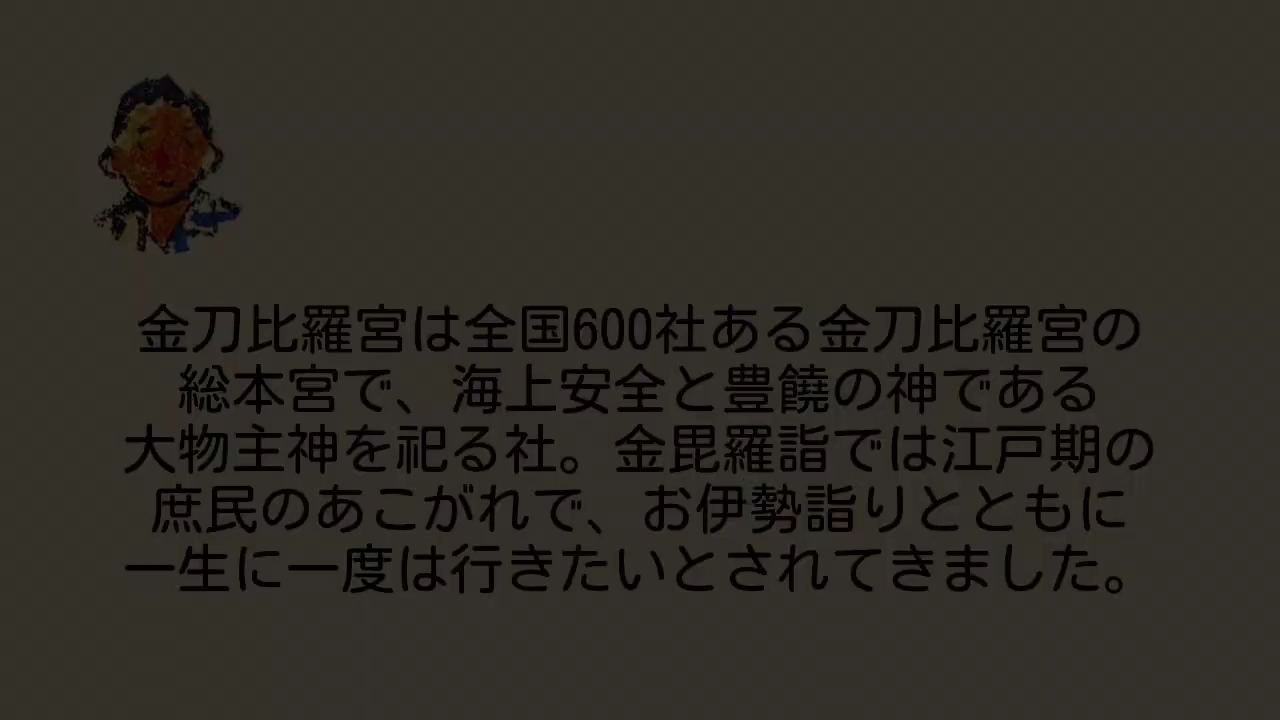 金刀比羅宮は全国600社ある金刀比羅宮の
総本宮で、海上安全と豊饒の神である
大物主神を祀る社。金毘羅詣では江戸期の
庶民のあこがれで、お伊勢詣りとともに
一生に一度は行きたいとされてきました。